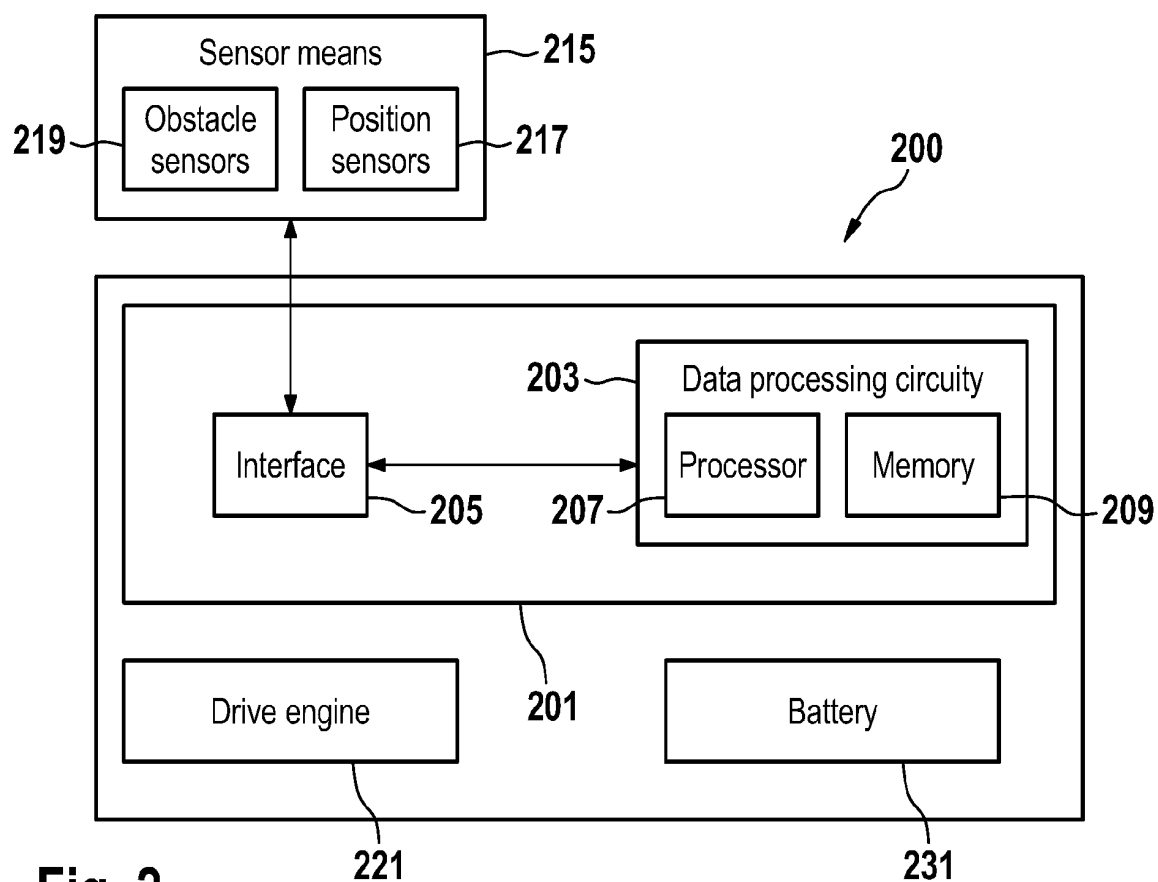 Sensor means
215
219
Obstacle
sensors
Position
sensors
217
200
203
Data processing circuity
Interface
205
Processor
207
Memory
209
201
Drive engine
221
Battery
231